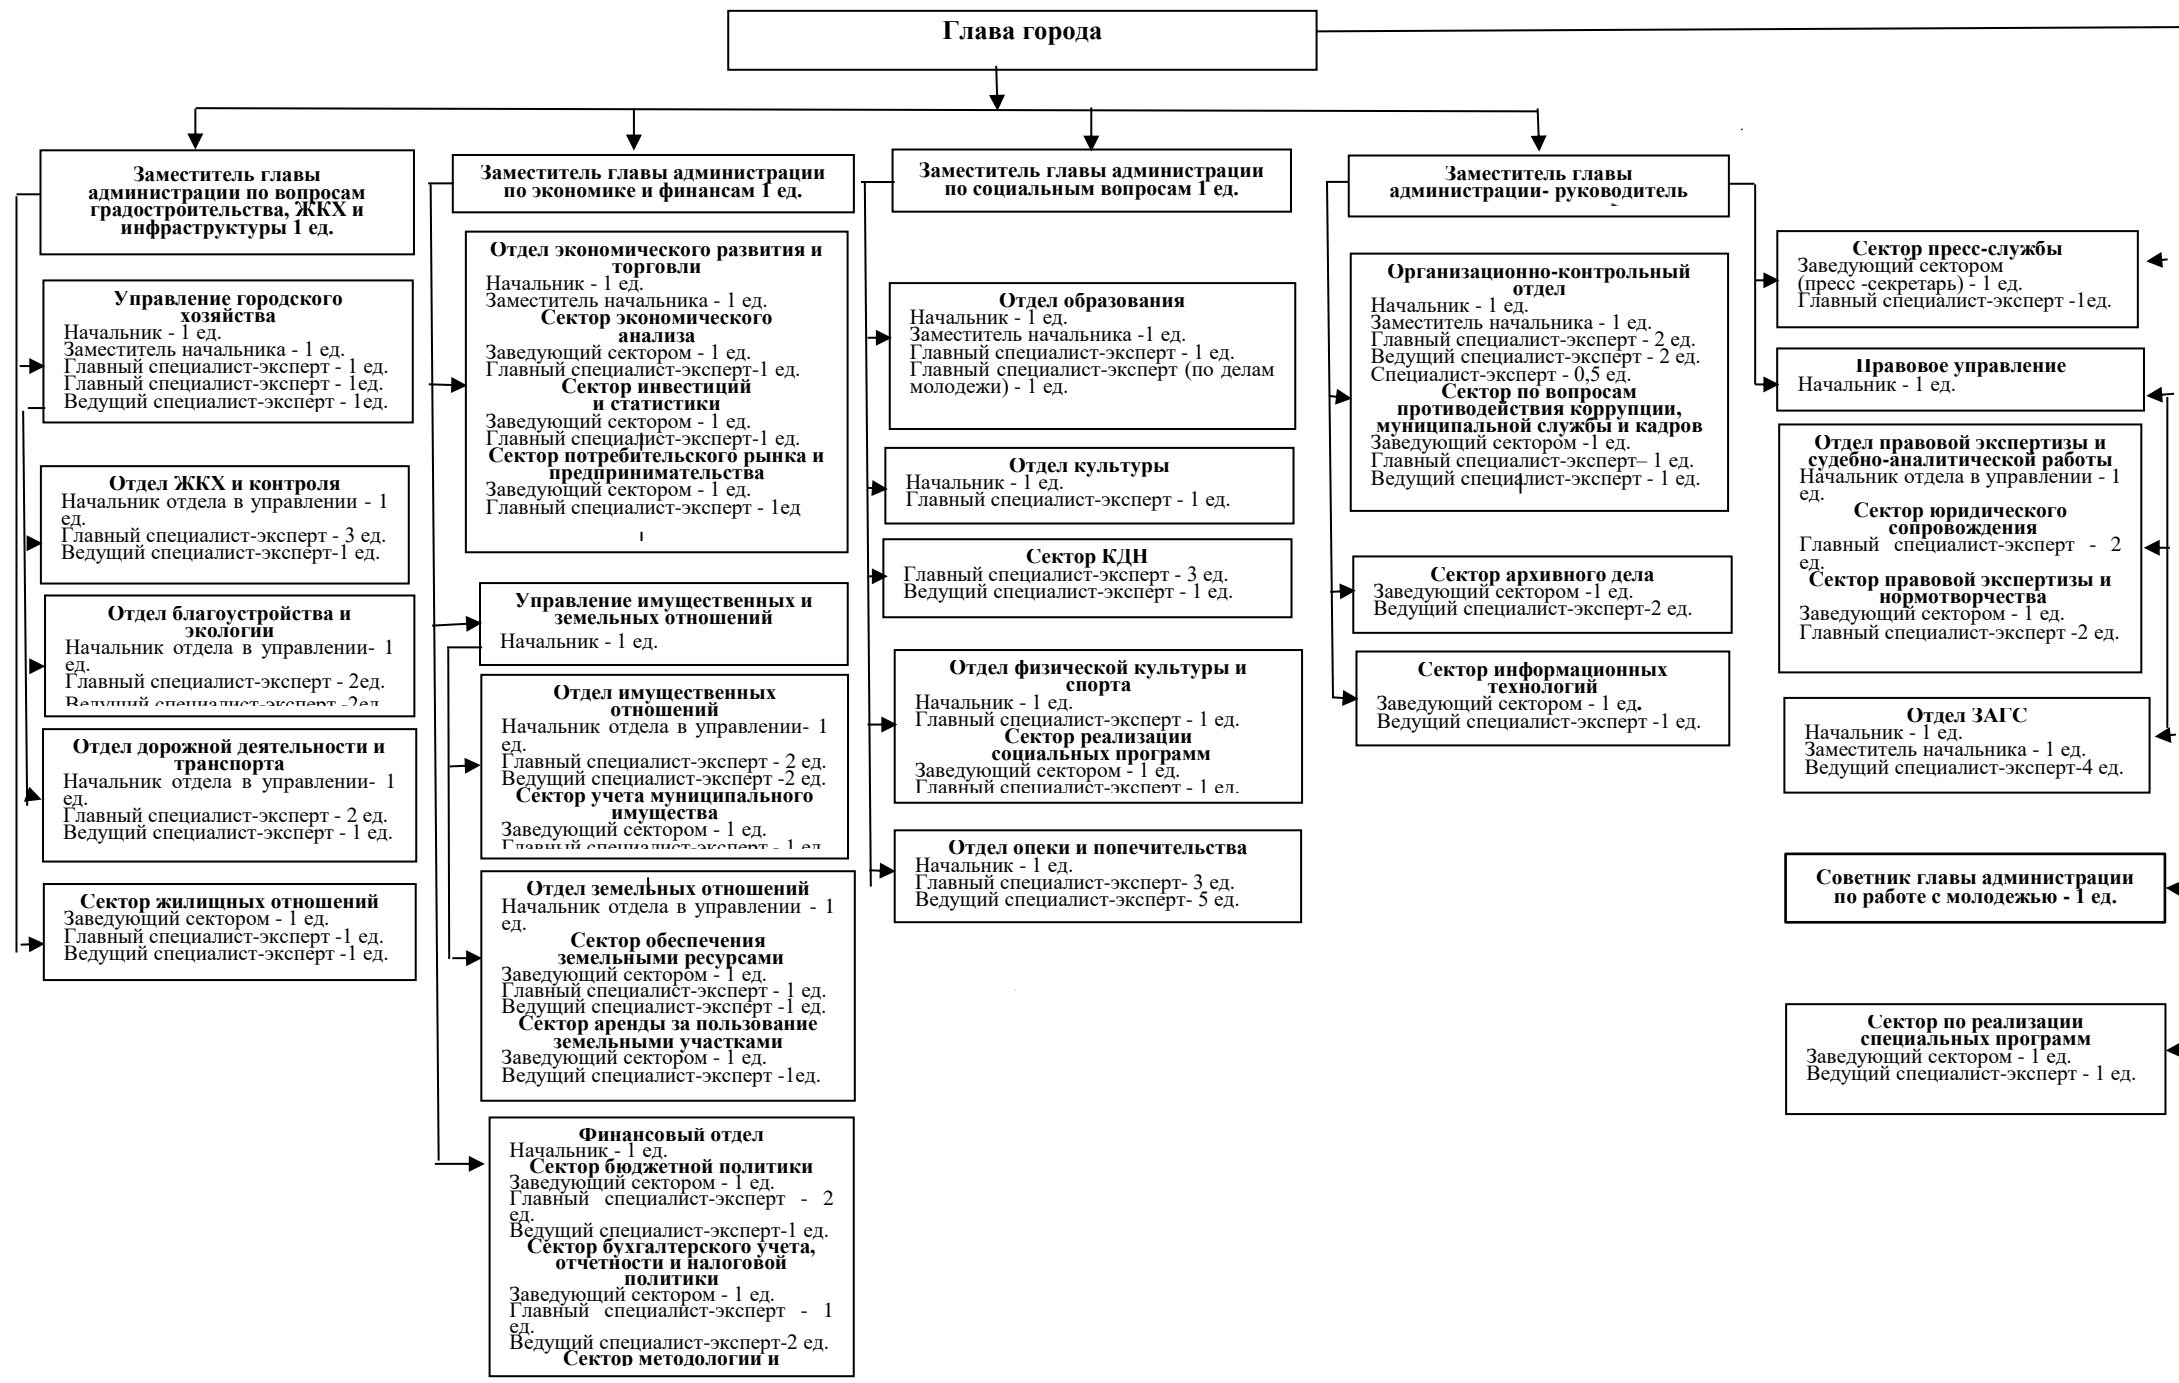 Глава города
Заместитель главы
администрации по вопросам
градостроительства, ЖКХ и
инфраструктуры 1 ед.
Управление городского
хозяйства
Начальник - 1 ед.
Заместитель начальника - 1 ед.
Главный специалист-эксперт - 1 ед.
Главный специалист-эксперт - 1ед.
Ведущий специалист-эксперт - 1ед.
Отдел ЖКХ и контроля
Начальник отдела в управлении - 1
ед.
Главный специалист-эксперт - 3 ед.
Ведущий специалист-эксперт-1 ед.
Отдел благоустройства и
экологии
Начальник отдела в управлении- 1
ед.
Главный специалист-эксперт - 2ед.
Ведущий специалист-эксперт -2ед
Отдел дорожной деятельности и
транспорта
Начальник отдела в управлении- 1
ед.
Главный специалист-эксперт - 2 ед.
Ведущий специалист-эксперт - 1 ед.
Сектор жилищных отношений
Заведующий сектором - 1 ед.
Главный специалист-эксперт -1 ед.
Ведущий специалист-эксперт -1 ед.
Заместитель главы администрации
по экономике и финансам 1 ед.
Отдел экономического развития и
торговли
Начальник - 1 ед.
Заместитель начальника - 1 ед.
Сектор экономического
анализа
Заведующий сектором - 1 ед.
Главный специалист-эксперт-1 ед.
Сектор инвестиций
и статистики
Заведующий сектором - 1 ед.
Главный специалист-эксперт-1 ед.
Сектор потребительского рынка и
предпринимательства
Заведующий сектором - 1 ед.
Главный специалист-эксперт - 1ед
Управление имущественных и
земельных отношений
Начальник - 1 ед.
Отдел имущественных
отношений
Начальник отдела в управлении- 1
ед.
Главный специалист-эксперт - 2 ед.
Ведущий специалист-эксперт -2 ед.
Сектор учета муниципального
имущества
Заведующий сектором - 1 ед.
Главный специалист-эксперт - 1 ед
Отдел земельных отношений
Начальник отдела в управлении - 1
ед.
Сектор обеспечения
земельными ресурсами
Заведующий сектором - 1 ед.
Главный специалист-эксперт - 1 ед.
Ведущий специалист-эксперт -1 ед.
Сектор аренды за пользование
земельными участками
Заведующий сектором - 1 ед.
Ведущий специалист-эксперт -1ед.
Финансовый отдел
Начальник - 1 ед.
Сектор бюджетной политики
Заведующий сектором - 1 ед.
Главный специалист-эксперт - 2
ед.
Ведущий специалист-эксперт-1 ед.
Сектор бухгалтерского учета,
отчетности и налоговой
политики
Заведующий сектором - 1 ед.
Главный специалист-эксперт - 1
ед.
Ведущий специалист-эксперт-2 ед.
Сектор методологии и
Заместитель главы администрации
по социальным вопросам 1 ед.
Отдел образования
Начальник - 1 ед.
Заместитель начальника -1 ед.
Главный специалист-эксперт - 1 ед.
Главный специалист-эксперт (по делам
молодежи) - 1 ед.
Отдел культуры
Начальник - 1 ед.
Главный специалист-эксперт - 1 ед.
Сектор КДН
Главный специалист-эксперт - 3 ед.
Ведущий специалист-эксперт - 1 ед.
Отдел физической культуры и
спорта
Начальник - 1 ед.
Главный специалист-эксперт - 1 ед.
Сектор реализации
социальных программ
Заведующий сектором - 1 ед.
Главный специалист-эксперт - 1 ед.
Отдел опеки и попечительства
Начальник - 1 ед.
Главный специалист-эксперт- 3 ед.
Ведущий специалист-эксперт- 5 ед.
Заместитель главы
администрации- руководитель
Организационно-контрольный
отдел
Начальник - 1 ед.
Заместитель начальника - 1 ед.
Главный специалист-эксперт - 2 ед.
Ведущий специалист-эксперт - 2 ед.
Специалист-эксперт - 0,5 ед.
Сектор по вопросам
противодействия коррупции,
муниципальной службы и кадров
Заведующий сектором -1 ед.
Главный специалист-эксперт– 1 ед.
Ведущий специалист-эксперт - 1 ед.
Сектор архивного дела
Заведующий сектором -1 ед.
Ведущий специалист-эксперт-2 ед.
Сектор информационных
технологий
Заведующий сектором - 1 ед.
Ведущий специалист-эксперт -1 ед.
Сектор пресс-службы
Заведующий сектором
(пресс -секретарь) - 1 ед.
Главный специалист-эксперт -1ед.
Правовое управление
Начальник - 1 ед.
Отдел правовой экспертизы и
судебно-аналитической работы
Начальник отдела в управлении - 1
ед.
Сектор юридического
сопровождения
Главный специалист-эксперт - 2
ед.
Сектор правовой экспертизы и
нормотворчества
Заведующий сектором - 1 ед.
Главный специалист-эксперт -2 ед.
Отдел ЗАГС
Начальник - 1 ед.
Заместитель начальника - 1 ед.
Ведущий специалист-эксперт-4 ед.
Советник главы администрации
по работе с молодежью - 1 ед.
Сектор по реализации
специальных программ
Заведующий сектором - 1 ед.
Ведущий специалист-эксперт - 1 ед.